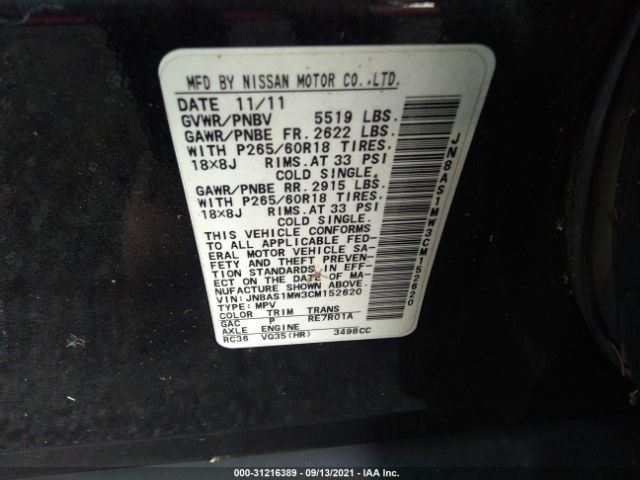 MFD BY NISSAN MOTOR CO.,LTD.
DATE 11/11
GVWR/PNBV 5519 LBS.
GAWR/PNBE FR. 2622 LBS.
WITH P265/60R18 TIRES.
18X8J RIMS. AT 33 PSI
COLD SINGLE.
GAWR/PNBE RR. 2915 LBS.
WITH P265/60R18 TIRES.
18X8J RIMS. AT 33 PSI
COLD SINGLE.
THIS VEHICLE CONFORMS
TO ALL APPLICABLE FED-
ERAL MOTOR VEHICLE SA-
FETY AND THEFT PREVEN-
TION STANDARDS IN EFF-
ECT ON THE DATE OF MA-
NUFACTURE SHOWN ABOVE.
VIN: JN8AS1MW3CM152620
TYPE: MPV
COLOR TRIM TRANS
GAC P RE7R01A
AXLE ENGINE
RC36 VQ35(HR) 3498CC
JN8AS1MW3CM152620
000-31216389 - 09/13/2021 - IAA Inc.